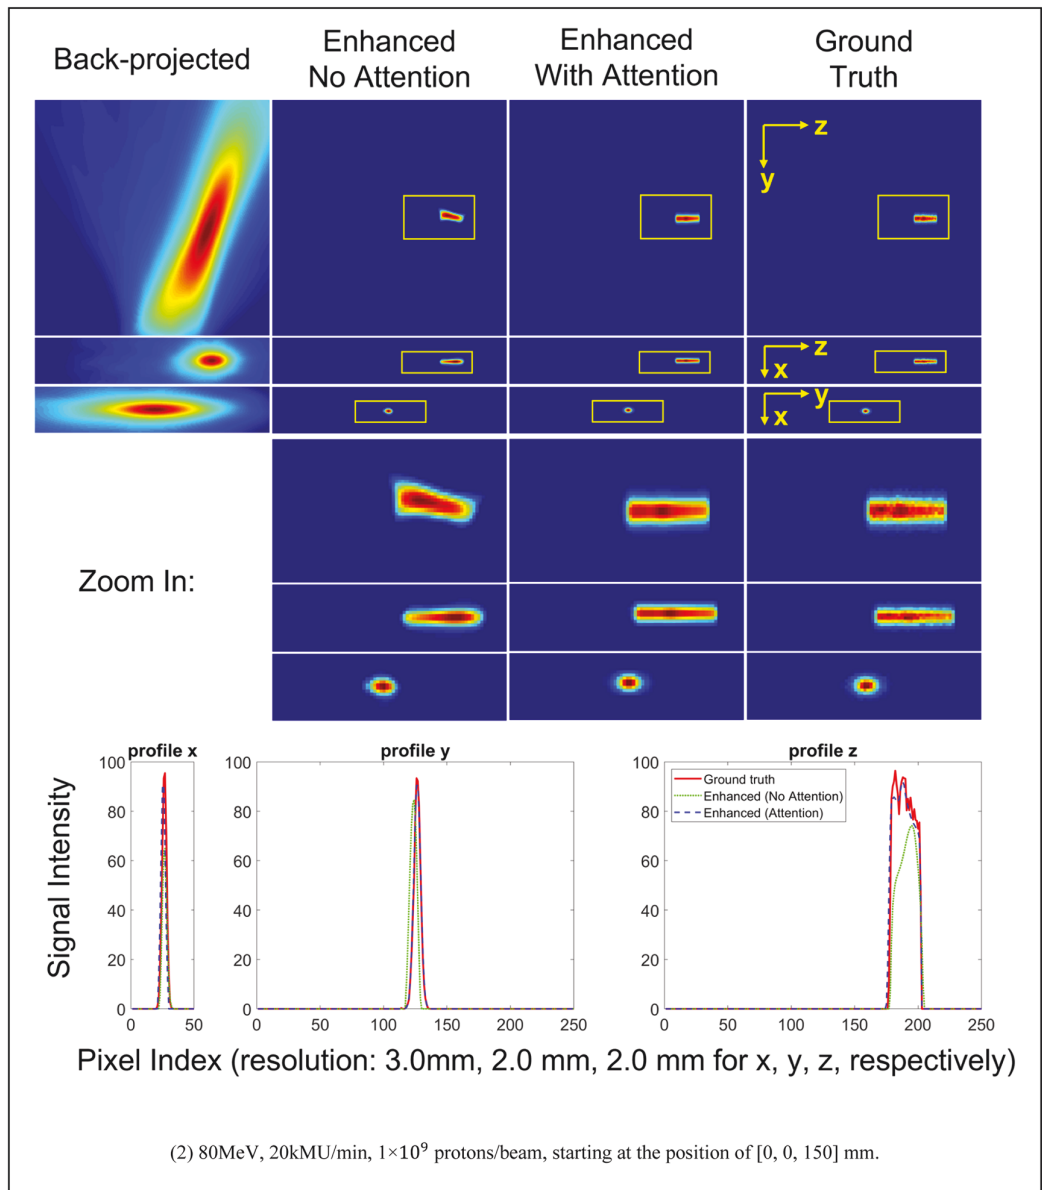 Back-projected
Enhanced
No Attention
Enhanced
With Attention
Ground
Truth
z
y
z
x
y
x
Zoom In:
profile x
profile y
profile z
Signal Intensity
100
80
60
40
20
0
0
50
100
80
60
40
20
0
0
50
100
150
200
250
100
80
60
40
20
0
0
50
100
150
200
250
Ground truth
Enhanced (No Attention)
Enhanced (Attention)
Pixel Index (resolution: 3.0mm, 2.0 mm, 2.0 mm for x, y, z, respectively)
(2) 80MeV, 20kMU/min, 1×10⁹ protons/beam, starting at the position of [0, 0, 150] mm.